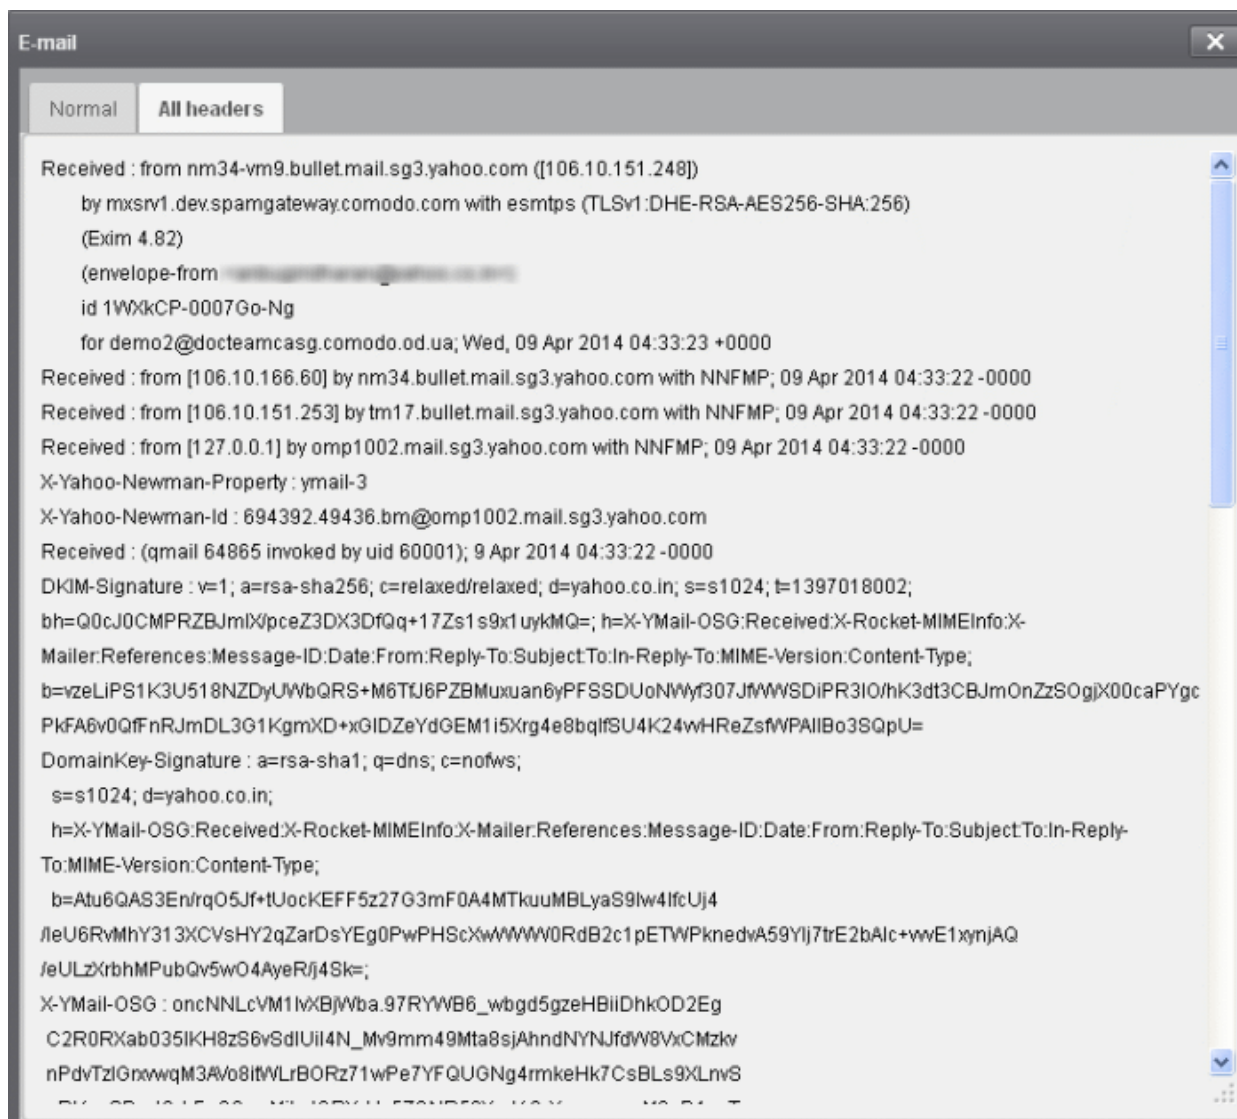 E-mail
Normal
All headers
Received : from nm34-vm9.bullet.mail.sg3.yahoo.com ([106.10.151.248])
by mxsrv1.dev.spamgateway.comodo.com with esmtps (TLSv1:DHE-RSA-AES256-SHA:256)
(Exim 4.82)
(envelope-from
id 1WXkCP-0007Go-Ng
for demo2@docteamcasg.comodo.od.ua; Wed, 09 Apr 2014 04:33:23 +0000
Received : from [106.10.166.60] by nm34.bullet.mail.sg3.yahoo.com with NNFMP; 09 Apr 2014 04:33:22 -0000
Received : from [106.10.151.253] by tm17.bullet.mail.sg3.yahoo.com with NNFMP; 09 Apr 2014 04:33:22 -0000
Received : from [127.0.0.1] by omp1002.mail.sg3.yahoo.com with NNFMP; 09 Apr 2014 04:33:22 -0000
X-Yahoo-Newman-Property : ymail-3
X-Yahoo-Newman-Id : 694392.49436.bm@omp1002.mail.sg3.yahoo.com
Received : (qmail 64865 invoked by uid 60001); 9 Apr 2014 04:33:22 -0000
DKIM-Signature : v=1; a=rsa-sha256; c=relaxed/relaxed; d=yahoo.co.in; s=s1024; t=1397018002;
bh=Q0cJ0CMPRZBJmIX/pceZ3DX3DfQq+17Zs1s9x1uykMQ=; h=X-YMail-OSG:Received:X-Rocket-MIMEInfo:X-
Mailer:References:Message-ID:Date:From:Reply-To:Subject:To:In-Reply-To:MIME-Version:Content-Type;
b=vzeLiPS1K3U518NZDyUWbQRS+M6TfJ6PZBMuxuan6yPFSSDUoNWyf307JfWWSDiPR3IO/hK3dt3CBJmOnZzSOgjX00caPYgc
PkFA6v0QfFnRJmDL3G1KgmXD+xGIDZeYdGEM1i5Xrg4e8bqIfSU4K24vvHReZsfWPAIIBo3SQpU=
DomainKey-Signature : a=rsa-sha1; q=dns; c=nofws;
s=s1024; d=yahoo.co.in;
h=X-YMail-OSG:Received:X-Rocket-MIMEInfo:X-Mailer:References:Message-ID:Date:From:Reply-To:Subject:To:In-Reply-
To:MIME-Version:Content-Type;
b=Atu6QAS3En/rqO5Jf+tUocKEFF5z27G3mF0A4MTkuuMBLyaS9Iw4IfcUj4
/leU6RvMhY313XCVsHY2qZarDsYEg0PwPHScXwWWW0RdB2c1pETWPknedvA59YIj7trE2bAIc+vwE1xynjAQ
/eULzXrbhMPubQv5wO4AyeR/j4Sk=;
X-YMail-OSG : oncNNLcVM1IvXBjWba.97RYWB6_wbgd5gzeHBiiDhkOD2Eg
C2R0RXab035IKH8zS6vSdIUil4N_Mv9mm49Mta8sjAhndNYNJfdW8VxCMzkv
nPdvTzIGrxvwqM3AVo8ifWLrBORz71wPe7YFQUGNg4rmkeHk7CsBLs9XLnvS